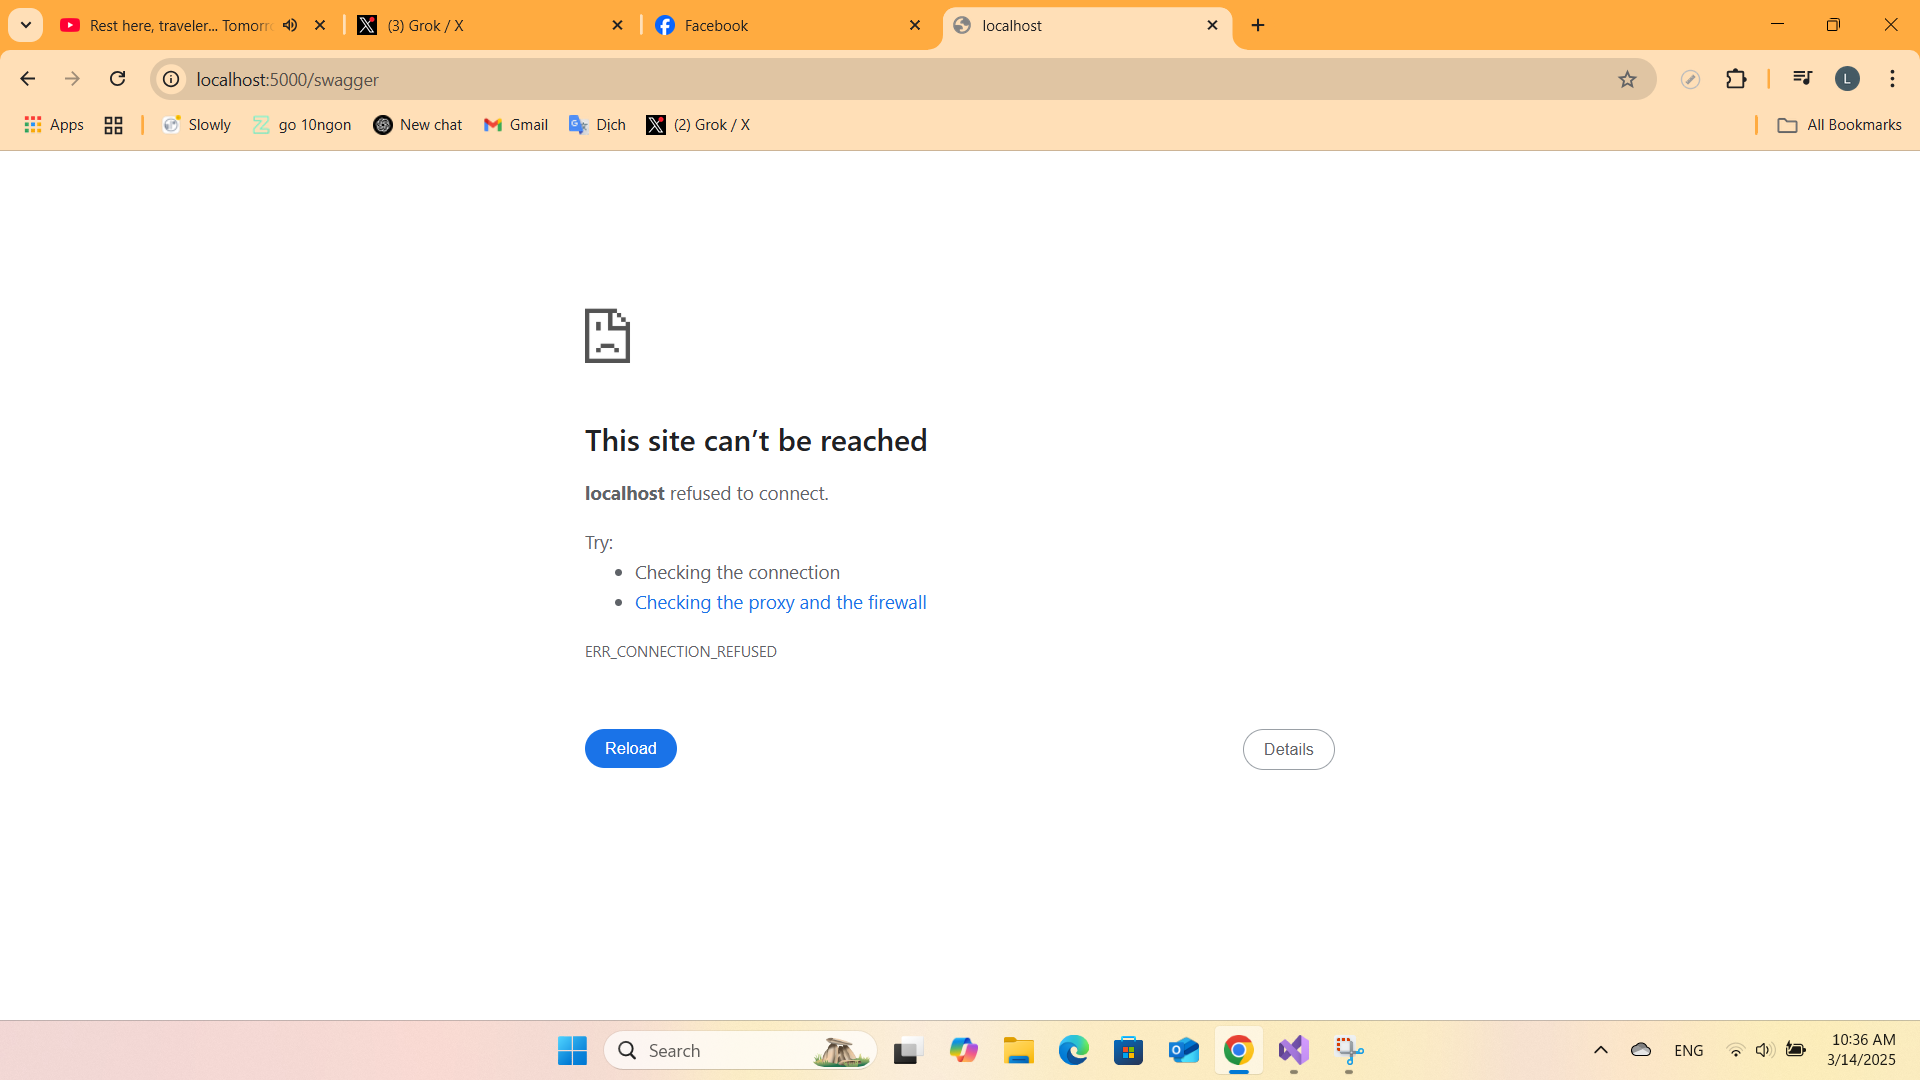 Rest here, traveler... Tomorr
(3) Grok / X
Facebook
localhost
localhost:5000/swagger
L
Apps
Slowly
go 10ngon
New chat
Gmail
Dịch
(2) Grok / X
All Bookmarks
This site can’t be reached
localhost refused to connect.
Try:
Checking the connection
Checking the proxy and the firewall
ERR_CONNECTION_REFUSED
Reload
Details
Search
ENG
10:36 AM
3/14/2025